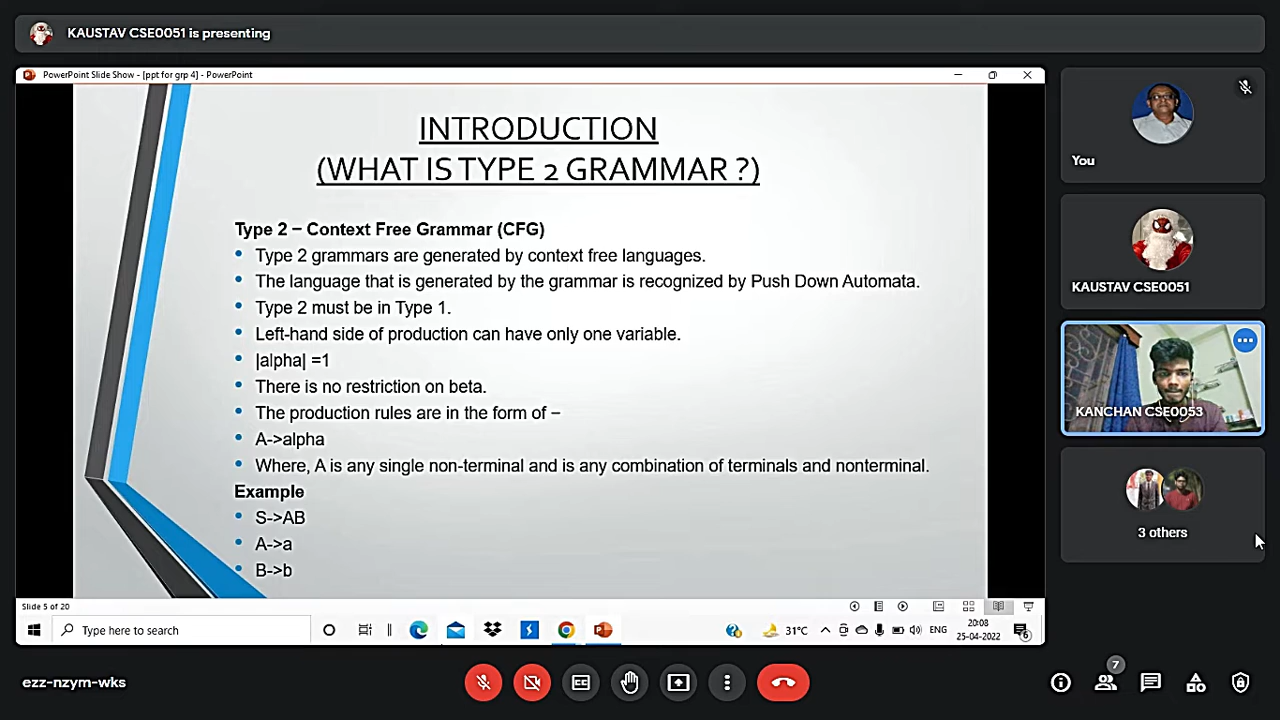 KAUSTAV CSE0051 is presenting
PowerPoint Slide Show - [ppt for grp 4] - PowerPoint
INTRODUCTION
(WHAT IS TYPE 2 GRAMMAR ?)
Type 2 – Context Free Grammar (CFG)
Type 2 grammars are generated by context free languages.
The language that is generated by the grammar is recognized by Push Down Automata.
Type 2 must be in Type 1.
Left-hand side of production can have only one variable.
|alpha| =1
There is no restriction on beta.
The production rules are in the form of –
A->alpha
Where, A is any single non-terminal and is any combination of terminals and nonterminal.
Example
S->AB
A->a
B->b
Slide 5 of 20
Type here to search
31°C
ENG
20:08
25-04-2022
6
You
KAUSTAV CSE0051
KANCHAN CSE0053
3 others
ezz-nzym-wks
CC
7